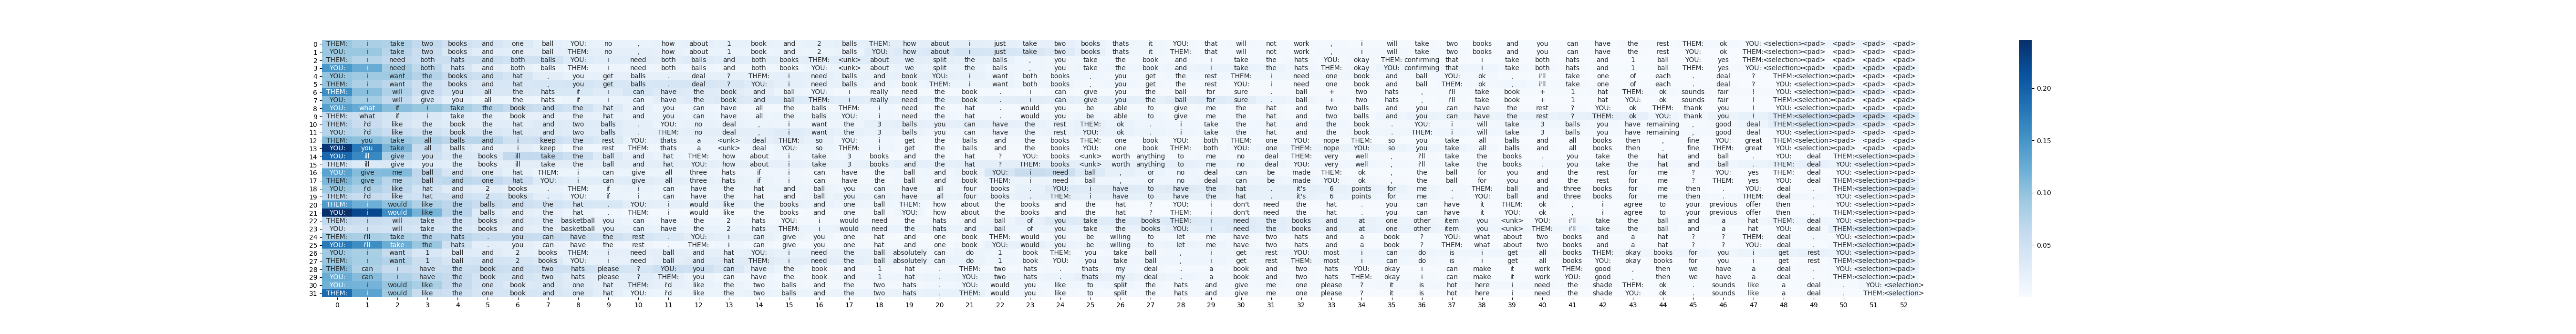 0 THEM: i take two books and one ball YOU: no , how about 1 book and 2 balls THEM: how about i just take two books thats it YOU: that will not work , i will take two books and you can have the rest THEM: ok YOU: <selection> <pad> <pad> <pad> <pad>
1 YOU: i take two books and one ball THEM: no , how about 1 book and 2 balls YOU: how about i just take two books thats it THEM: that will not work , i will take two books and you can have the rest YOU: ok THEM: <selection> <pad> <pad> <pad> <pad>
2 THEM: i need both hats and both balls YOU: i need both balls and both books THEM: <unk> about we split the balls , you take the book and i take the hats YOU: okay THEM: confirming that i take both hats and 1 ball YOU: yes THEM: <selection> <pad> <pad> <pad> <pad>
3 YOU: i need both hats and both balls THEM: i need both balls and both books YOU: <unk> about we split the balls , you take the book and i take the hats THEM: okay YOU: confirming that i take both hats and 1 ball THEM: yes YOU: <selection> <pad> <pad> <pad> <pad>
4 YOU: i want the books and hat , you get balls . deal ? THEM: i need balls and book YOU: i want both books , you get the rest THEM: i need one book and ball YOU: ok , i'll take one of each . deal ? THEM: <selection> <pad> <pad> <pad>
5 THEM: i want the books and hat , you get balls . deal ? YOU: i need balls and book THEM: i want both books , you get the rest YOU: i need one book and ball THEM: ok , i'll take one of each . deal ? YOU: <selection> <pad> <pad> <pad>
6 THEM: i will give you all the hats if i can have the book and ball YOU: i really need the book . i can give you the ball for sure . ball + two hats , i'll take book + 1 hat THEM: ok sounds fair ! YOU: <selection> <pad> <pad> <pad>
7 YOU: i will give you all the hats if i can have the book and ball THEM: i really need the book . i can give you the ball for sure . ball + two hats , i'll take book + 1 hat YOU: ok sounds fair ! THEM: <selection> <pad> <pad> <pad>
8 YOU: what if i take the book and the hat and you can have all the balls THEM: i need the hat . would you be able to give me the hat and two balls and you can have the rest ? YOU: ok THEM: thank you ! YOU: <selection> <pad> <pad> <pad>
9 THEM: what if i take the book and the hat and you can have all the balls YOU: i need the hat . would you be able to give me the hat and two balls and you can have the rest ? THEM: ok YOU: thank you ! THEM: <selection> <pad> <pad> <pad>
10 THEM: i'd like the book the hat and two balls . YOU: no deal , i want the 3 balls you can have the rest THEM: ok . i take the hat and the book . YOU: i will take 3 balls you have remaining , good deal THEM: <selection> <pad> <pad> <pad>
11 YOU: i'd like the book the hat and two balls . THEM: no deal , i want the 3 balls you can have the rest YOU: ok . i take the hat and the book . THEM: i will take 3 balls you have remaining , good deal YOU: <selection> <pad> <pad> <pad>
12 THEM: you take all balls and i keep the rest YOU: thats a <unk> deal THEM: so YOU: i get the balls and the books THEM: one book YOU: both THEM: one YOU: nope THEM: so you take all balls and all books then , fine YOU: great THEM: <selection> <pad> <pad> <pad>
13 YOU: you take all balls and i keep the rest THEM: thats a <unk> deal YOU: so THEM: i get the balls and the books YOU: one book THEM: both YOU: one THEM: nope YOU: so you take all balls and all books then , fine THEM: great YOU: <selection> <pad> <pad> <pad>
14 YOU: ill give you the books ill take the ball and hat THEM: how about i take 3 books and the hat ? YOU: books <unk> worth anything to me no deal THEM: very well , i'll take the books . you take the hat and ball . YOU: deal THEM: <selection> <pad>
15 THEM: ill give you the books ill take the ball and hat YOU: how about i take 3 books and the hat ? THEM: books <unk> worth anything to me no deal YOU: very well , i'll take the books . you take the hat and ball . THEM: deal YOU: <selection> <pad>
16 YOU: give me ball and one hat THEM: i can give all three hats if i can have the ball and book YOU: i need ball , or no deal can be made THEM: ok , the ball for you and the rest for me ? YOU: yes THEM: deal YOU: <selection> <pad>
17 THEM: give me ball and one hat YOU: i can give all three hats if i can have the ball and book THEM: i need ball , or no deal can be made YOU: ok , the ball for you and the rest for me ? THEM: yes YOU: deal THEM: <selection> <pad>
18 YOU: i'd like hat and 2 books . THEM: if i can have the hat and ball you can have all four books . YOU: i have to have the hat . it's 6 points for me . THEM: ball and three books for me then . YOU: deal . THEM: <selection> <pad>
19 THEM: i'd like hat and 2 books . YOU: if i can have the hat and ball you can have all four books . THEM: i have to have the hat . it's 6 points for me . YOU: ball and three books for me then . THEM: deal . YOU: <selection> <pad>
20 THEM: i would like the balls and the hat . YOU: i would like the books and one ball THEM: how about the books and the hat ? YOU: i don't need the hat . you can have it THEM: ok , i agree to your previous offer then . YOU: <selection> <pad>
21 YOU: i would like the balls and the hat . THEM: i would like the books and one ball YOU: how about the books and the hat ? THEM: i don't need the hat . you can have it YOU: ok , i agree to your previous offer then . THEM: <selection> <pad>
22 THEM: i will take the books and the basketball you can have the 2 hats YOU: i would need the hats and ball of you take the books THEM: i need the books and at one other item you <unk> YOU: i'll take the ball and a hat THEM: deal YOU: <selection> <pad>
23 YOU: i will take the books and the basketball you can have the 2 hats THEM: i would need the hats and ball of you take the books YOU: i need the books and at one other item you <unk> THEM: i'll take the ball and a hat YOU: deal THEM: <selection> <pad>
24 THEM: i'll take the hats . you can have the rest . YOU: i can give you one hat and one book THEM: would you be willing to let me have two hats and a book ? YOU: what about two books and a hat ? THEM: deal . YOU: <selection> <pad>
25 YOU: i'll take the hats . you can have the rest . THEM: i can give you one hat and one book YOU: would you be willing to let me have two hats and a book ? THEM: what about two books and a hat ? YOU: deal . THEM: <selection> <pad>
26 YOU: i want 1 ball and 2 books THEM: i need ball and hat YOU: i need the ball absolutely can do 1 book THEM: you take ball , i get rest YOU: most i can do is i get all books THEM: okay books for you i get rest YOU: <selection> <pad>
27 THEM: i want 1 ball and 2 books YOU: i need ball and hat THEM: i need the ball absolutely can do 1 book YOU: you take ball , i get rest THEM: most i can do is i get all books YOU: okay books for you i get rest THEM: <selection> <pad>
28 THEM: can i have the book and two hats please ? YOU: you can have the book and 1 hat . THEM: two hats . thats my deal . a book and two hats YOU: okay i can make it work THEM: good , then we have a deal . YOU: <selection> <pad>
29 YOU: can i have the book and two hats please ? THEM: you can have the book and 1 hat . YOU: two hats . thats my deal . a book and two hats THEM: okay i can make it work YOU: good , then we have a deal . THEM: <selection> <pad>
30 YOU: i would like the book and one hat THEM: i'd like the two balls and the two hats . YOU: would you like to split the hats and give me one please ? it is hot here i need the shade THEM: ok . sounds like a deal . YOU: <selection>
31 THEM: i would like the book and one hat YOU: i'd like the two balls and the two hats . THEM: would you like to split the hats and give me one please ? it is hot here i need the shade YOU: ok . sounds like a deal . THEM: <selection>
0 1 2 3 4 5 6 7 8 9 10 11 12 13 14 15 16 17 18 19 20 21 22 23 24 25 26 27 28 29 30 31 32 33 34 35 36 37 38 39 40 41 42 43 44 45 46 47 48 49 50 51 52
0.20
0.15
0.10
0.05